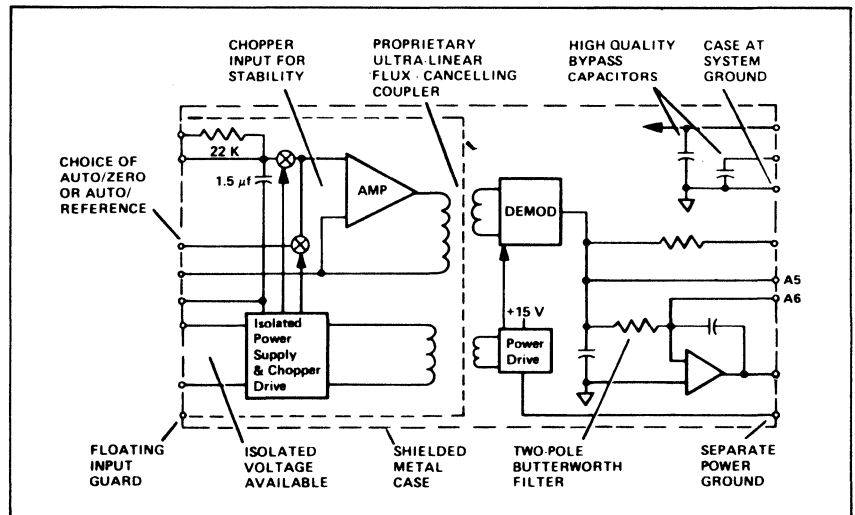 CHOPPER
INPUT FOR
STABILITY
PROPRIETARY
ULTRA-LINEAR
FLUX - CANCELLING
COUPLER
HIGH QUALITY
BYPASS
CAPACITORS
CASE AT
SYSTEM
GROUND
CHOICE OF
AUTO/ZERO
OR AUTO/
REFERENCE
22 K
1.5 µf
AMP
DEMOD
A5
A6
+15 V
Isolated
Power
Supply
& Chopper
Drive
Power
Drive
FLOATING
INPUT
GUARD
ISOLATED
VOLTAGE
AVAILABLE
SHIELDED
METAL
CASE
TWO-POLE
BUTTERWORTH
FILTER
SEPARATE
POWER
GROUND